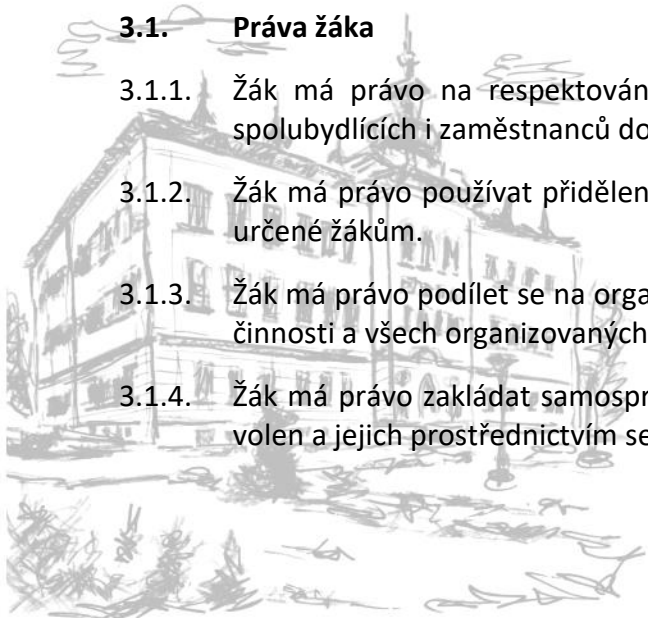 3.1. Práva žáka
3.1.1. Žák má právo na respektován
spolubydlících i zaměstnanců do
3.1.2. Žák má právo používat přidělen
určené žákům.
3.1.3. Žák má právo podílet se na orga
činnosti a všech organizovaných
3.1.4. Žák má právo zakládat samospr
volen a jejich prostřednictvím se